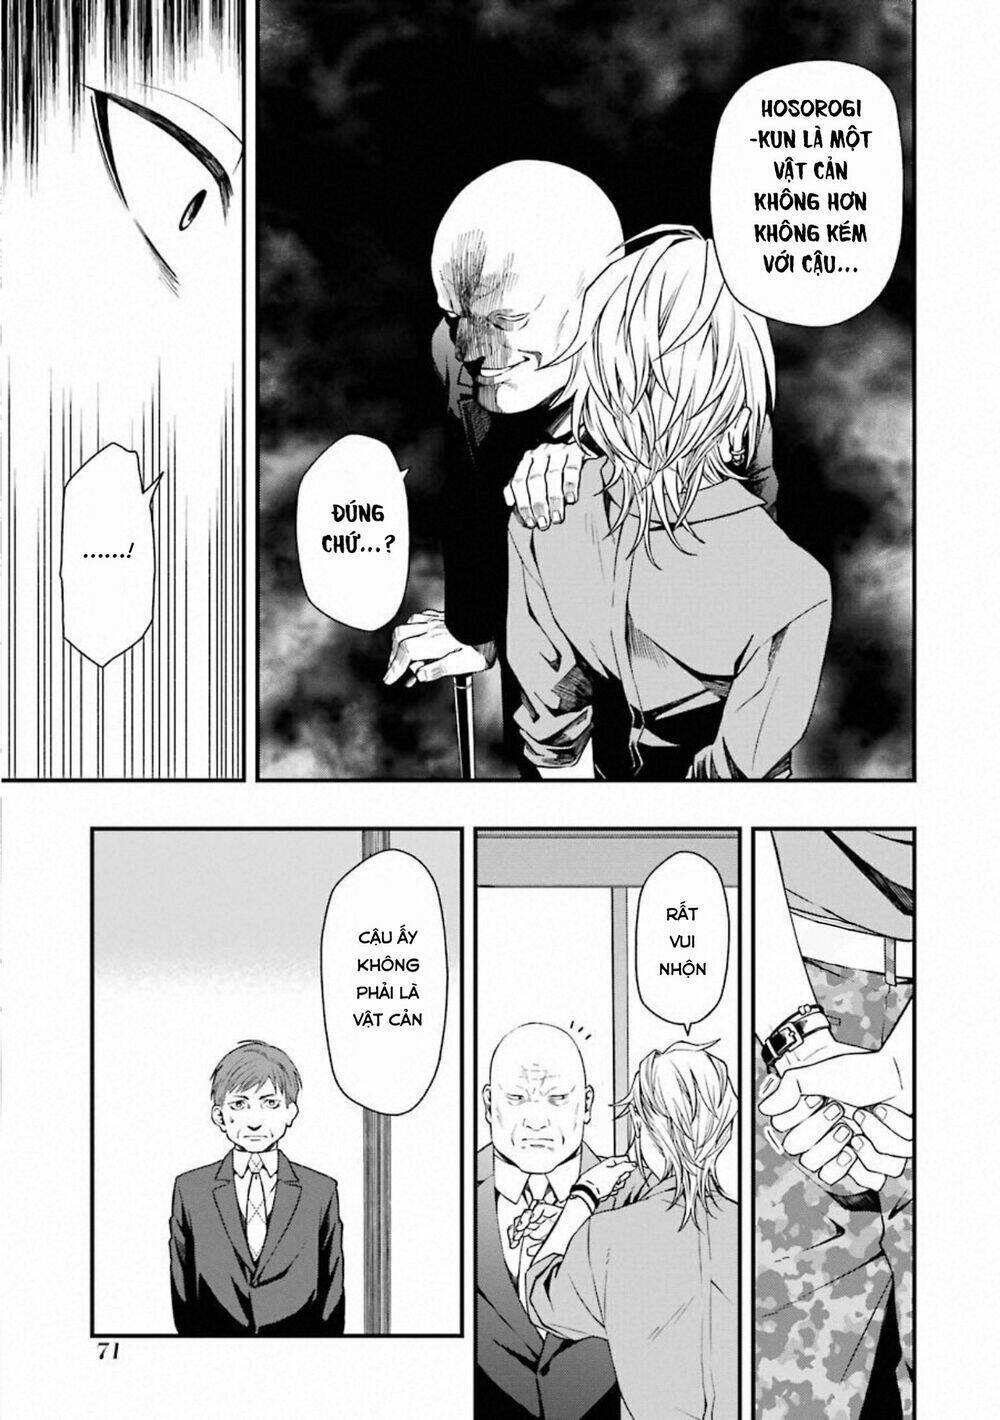 HOSOROGI
-KUN LÀ MỘT
VẬT CẢN
KHÔNG HƠN
KHÔNG KÉM
VỚI CẬU...
ĐÚNG
CHỨ...?
......!
RẤT
VUI
NHỘN
CẬU ẤY
KHÔNG
PHẢI LÀ
VẬT CẢN
71